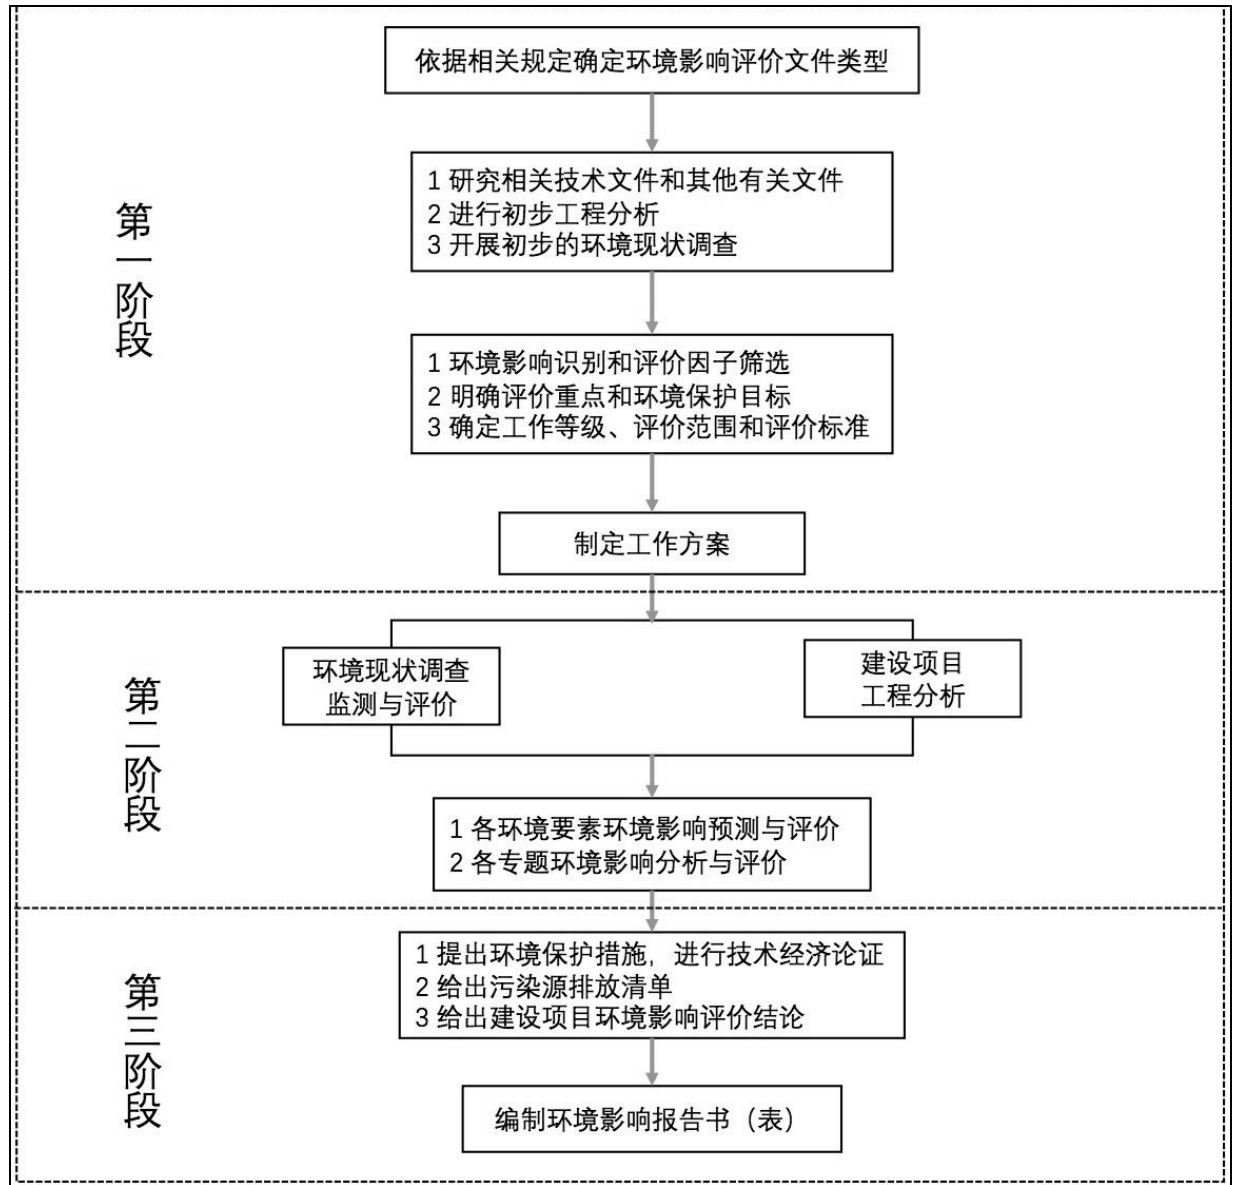 依据相关规定确定环境影响评价文件类型
1 研究相关技术文件和其他有关文件
2 进行初步工程分析
3 开展初步的环境现状调查
第一阶段
1 环境影响识别和评价因子筛选
2 明确评价重点和环境保护目标
3 确定工作等级、评价范围和评价标准
制定工作方案
环境现状调查
监测与评价
建设项目
工程分析
第二阶段
1 各环境要素环境影响预测与评价
2 各专题环境影响分析与评价
1 提出环境保护措施，进行技术经济论证
2 给出污染源排放清单
3 给出建设项目环境影响评价结论
第三阶段
编制环境影响报告书（表）